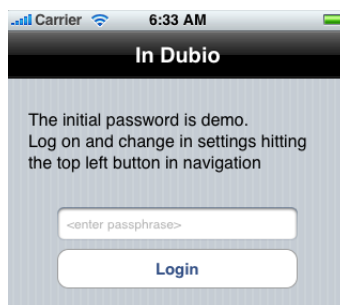 Carrier 6:33 AM
In Dubio
The initial password is demo.
Log on and change in settings hitting
the top left button in navigation
<enter passphrase>
Login